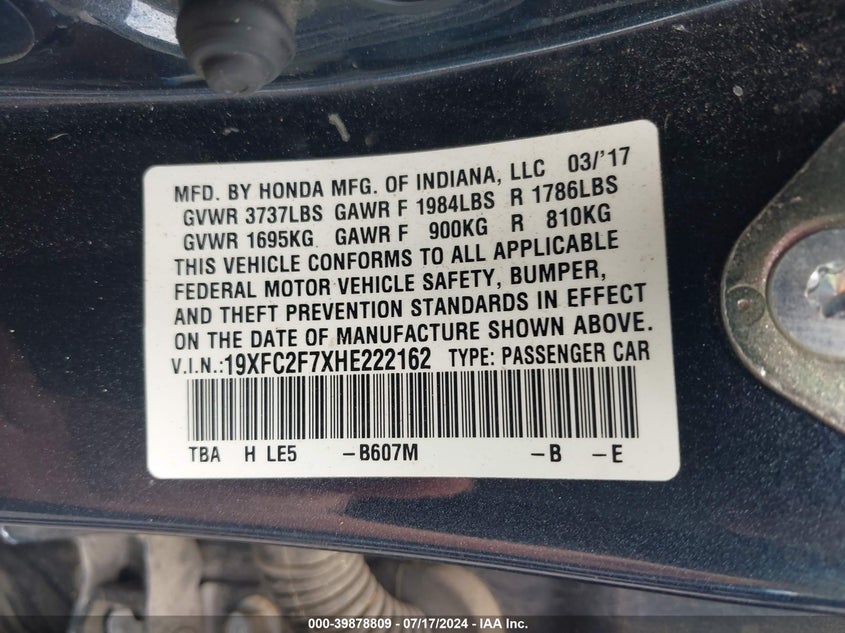 MFD. BY HONDA MFG. OF INDIANA, LLC 03/'17
GVWR 3737LBS GAWR F 1984LBS R 1786LBS
GVWR 1695KG GAWR F 900KG R 810KG
THIS VEHICLE CONFORMS TO ALL APPLICABLE
FEDERAL MOTOR VEHICLE SAFETY, BUMPER,
AND THEFT PREVENTION STANDARDS IN EFFECT
ON THE DATE OF MANUFACTURE SHOWN ABOVE.
V.I.N.:19XFC2F7XHE222162 TYPE: PASSENGER CAR
TBA H LE5 –B607M –B –E
000-39878809 - 07/17/2024 - IAA, Inc.